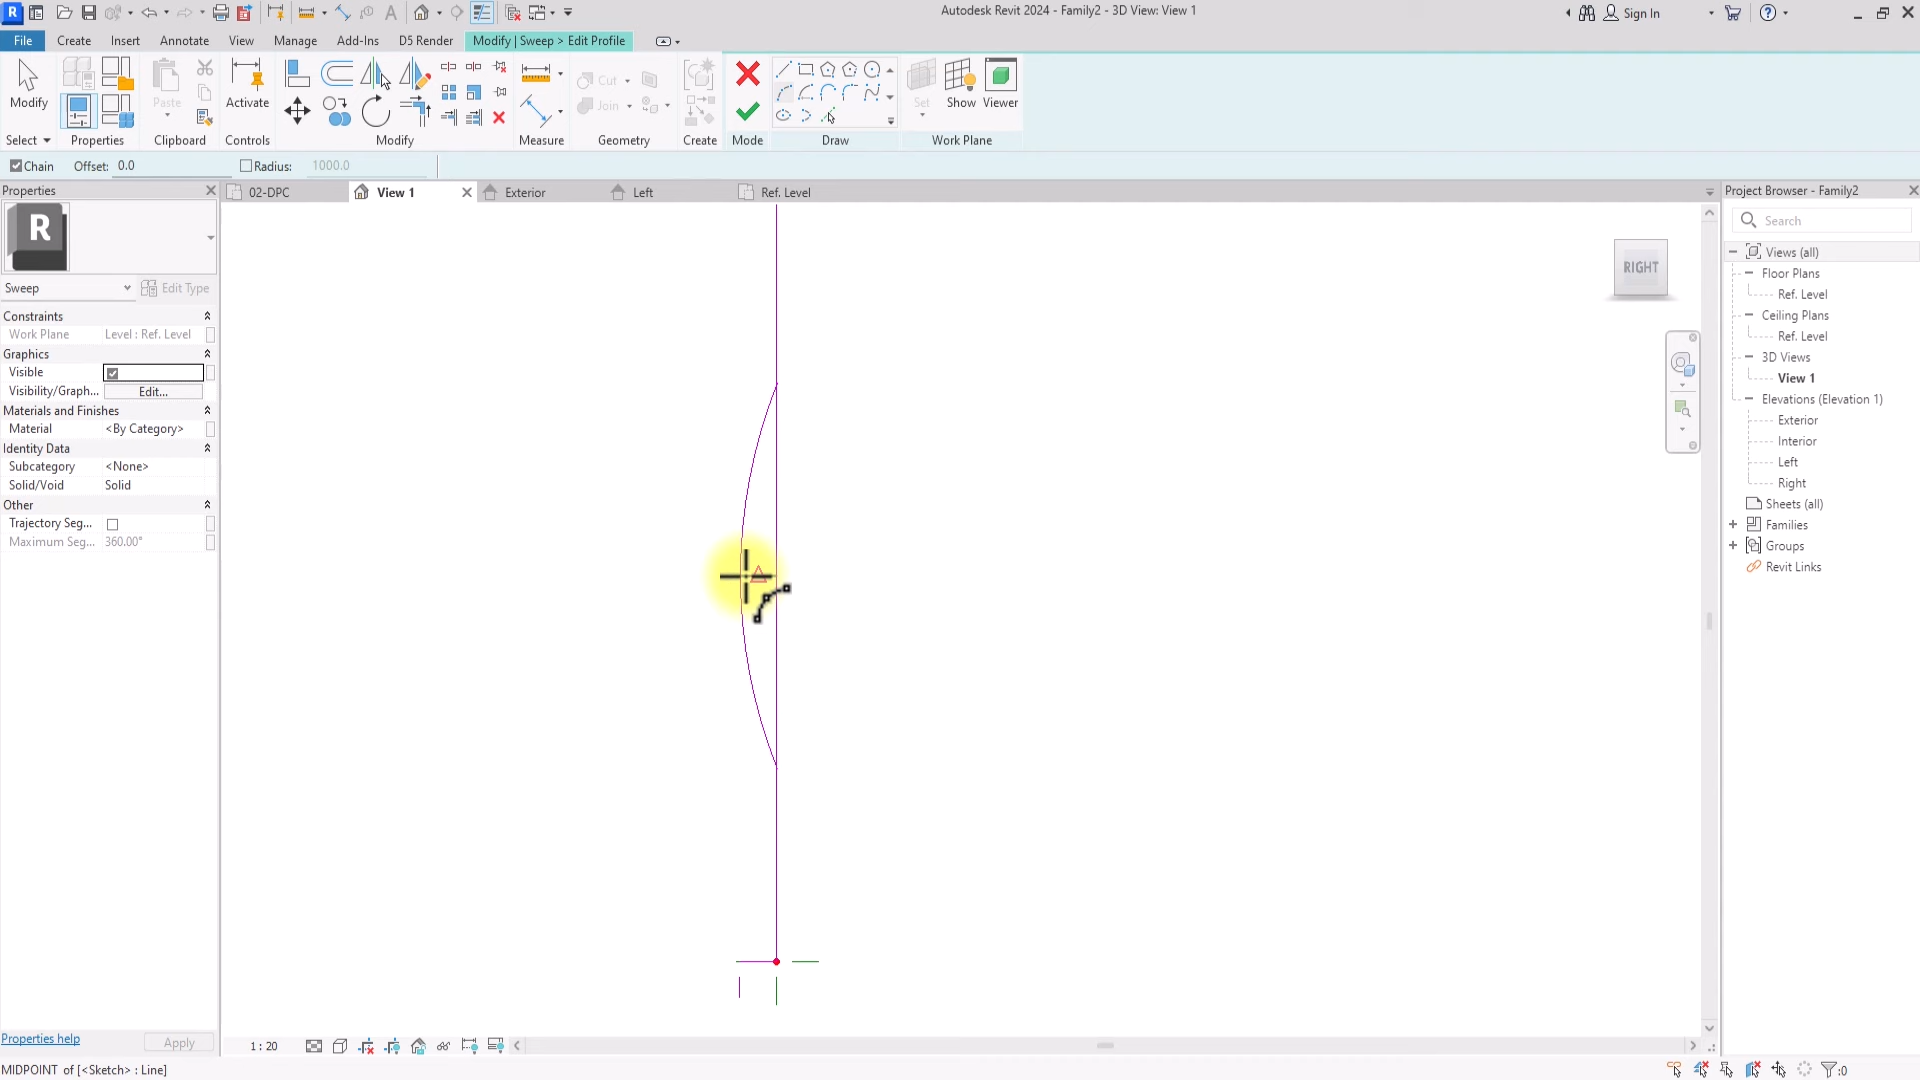 Autodesk Revit 2024 - Family2 - 3D View: View 1
Sign In
File Create Insert Annotate View Manage Add-Ins D5 Render Modify | Sweep > Edit Profile
Modify Paste Activate Cut Join Set Show Viewer
Select Properties Clipboard Controls Modify Measure Geometry Create Mode Draw Work Plane
Chain Offset: 0.0 Radius: 1000.0
Properties
02-DPC View 1 Exterior Left Ref. Level
Project Browser - Family2
R
Search
Sweep Edit Type
Constraints
Work Plane Level : Ref. Level
Graphics
Visible
Visibility/Graph... Edit...
Materials and Finishes
Material <By Category>
Identity Data
Subcategory <None>
Solid/Void Solid
Other
Trajectory Seg...
Maximum Seg... 360.00°
RIGHT
Views (all)
Floor Plans
Ref. Level
Ceiling Plans
Ref. Level
3D Views
View 1
Elevations (Elevation 1)
Exterior
Interior
Left
Right
Sheets (all)
Families
Groups
Revit Links
Properties help Apply
1 : 20
MIDPOINT of [<Sketch> : Line]
:0